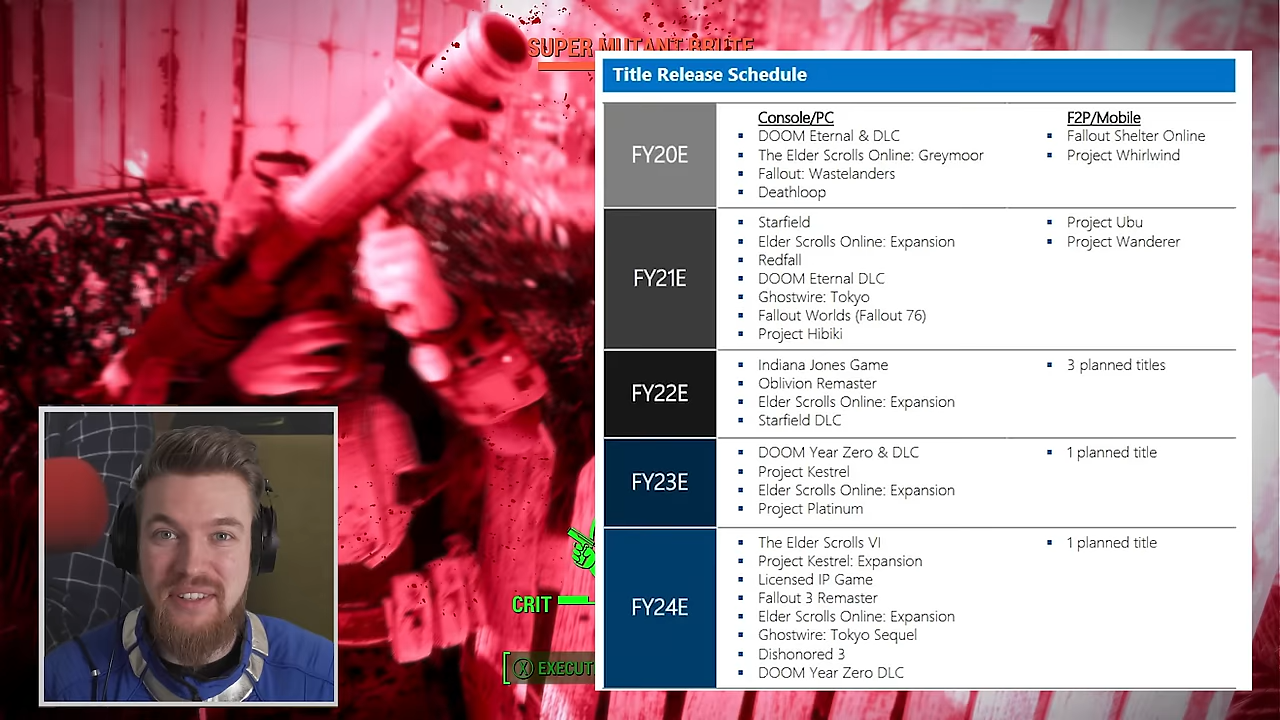 SUPER MUTANT BRUTE
Title Release Schedule
FY20E
Console/PC
DOOM Eternal & DLC
The Elder Scrolls Online: Greymoor
Fallout: Wastelanders
Deathloop
F2P/Mobile
Fallout Shelter Online
Project Whirlwind
FY21E
Starfield
Elder Scrolls Online: Expansion
Redfall
DOOM Eternal DLC
Ghostwire: Tokyo
Fallout Worlds (Fallout 76)
Project Hibiki
Project Ubu
Project Wanderer
FY22E
Indiana Jones Game
Oblivion Remaster
Elder Scrolls Online: Expansion
Starfield DLC
3 planned titles
FY23E
DOOM Year Zero & DLC
Project Kestrel
Elder Scrolls Online: Expansion
Project Platinum
1 planned title
FY24E
The Elder Scrolls VI
Project Kestrel: Expansion
Licensed IP Game
Fallout 3 Remaster
Elder Scrolls Online: Expansion
Ghostwire: Tokyo Sequel
Dishonored 3
DOOM Year Zero DLC
1 planned title
CRIT
X EXECUT